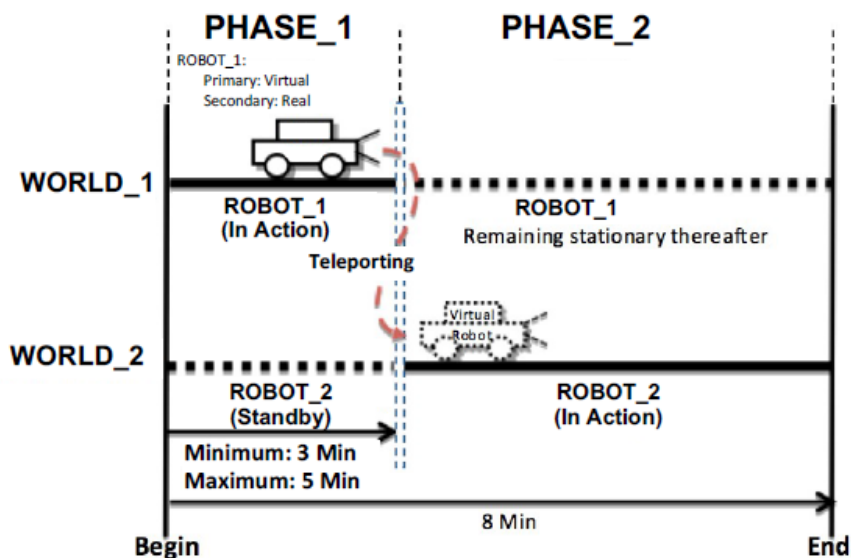 PHASE_1
PHASE_2
ROBOT_1:
Primary: Virtual
Secondary: Real
WORLD_1
ROBOT_1
(In Action)
ROBOT_1
Remaining stationary thereafter
Teleporting
Virtual
Robot
WORLD_2
ROBOT_2
(Standby)
ROBOT_2
(In Action)
Minimum: 3 Min
Maximum: 5 Min
8 Min
Begin
End